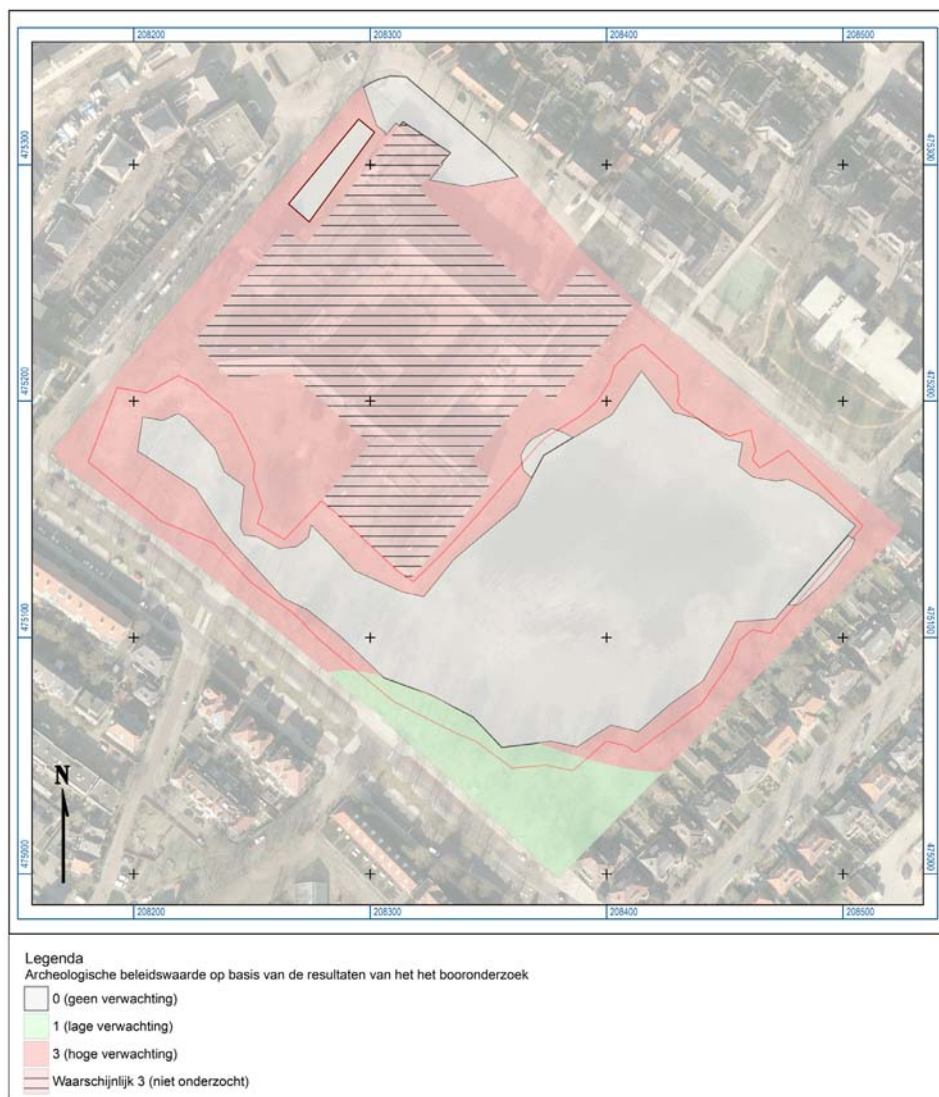 208200 208300 208400 208500
475300 475300
475200 475200
475100 475100
N
475000 475000
208200 208300 208400 208500
Legenda
Archeologische beleidswaarde op basis van de resultaten van het het booronderzoek
0 (geen verwachting)
1 (lage verwachting)
3 (hoge verwachting)
Waarschijnlijk 3 (niet onderzocht)